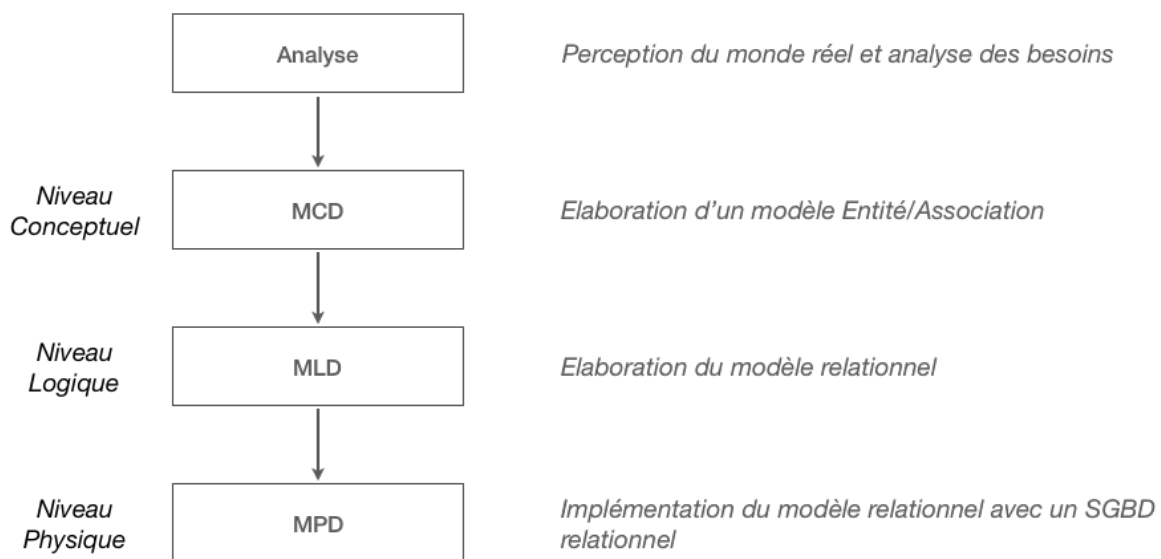 Analyse
Perception du monde réel et analyse des besoins
Niveau
Conceptuel
MCD
Elaboration d’un modèle Entité/Association
Niveau
Logique
MLD
Elaboration du modèle relationnel
Niveau
Physique
MPD
Implémentation du modèle relationnel avec un SGBD
relationnel